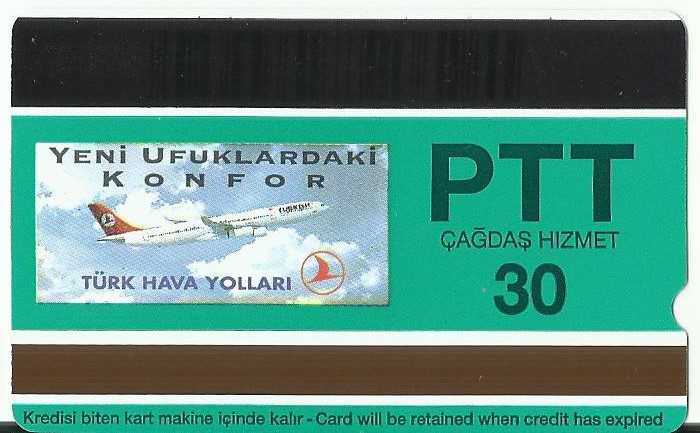 YENİ UFUKLARDAKİ
KONFOR
TURKISH
TÜRK HAVA YOLLARI
PTT
ÇAĞDAŞ HIZMET
30
Kredisi biten kart makine içinde kalır - Card will be retained when credit has expired